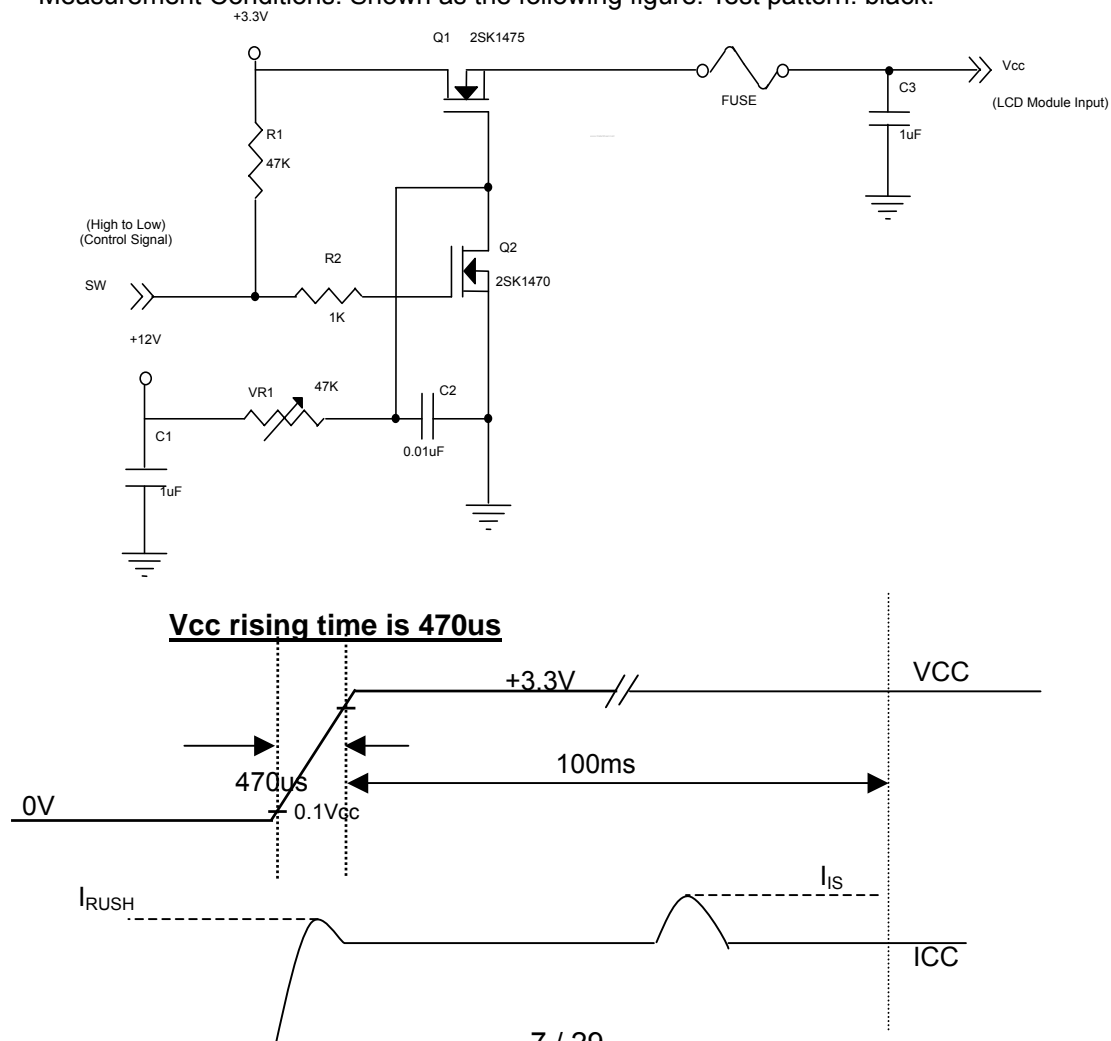 Measurement Conditions: Shown as the following figure. Test pattern: black.
+3.3V
Q1 2SK1475
Vcc
(LCD Module Input)
FUSE
C3
1uF
R1
47K
(High to Low)
(Control Signal)
SW
R2
1K
Q2
2SK1470
+12V
VR1 47K
C2
0.01uF
C1
1uF
Vcc rising time is 470us
+3.3V
VCC
470us
100ms
0V
0.1Vcc
IRUSH
IIS
ICC
7 / 29